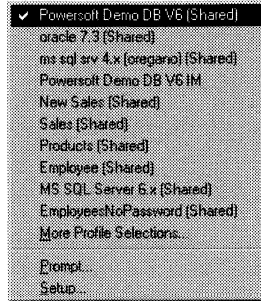 Powersoft Demo DB V6 (Shared)
oracle 7.3 (Shared)
ms sql srv 4.x (oregano) (Shared)
Powersoft Demo DB V6 IM
New Sales (Shared)
Sales (Shared)
Products (Shared)
Employee (Shared)
MS SQL Server 6.x (Shared)
EmployeesNoPassword (Shared)
More Profile Selections...
Prompt...
Setup...